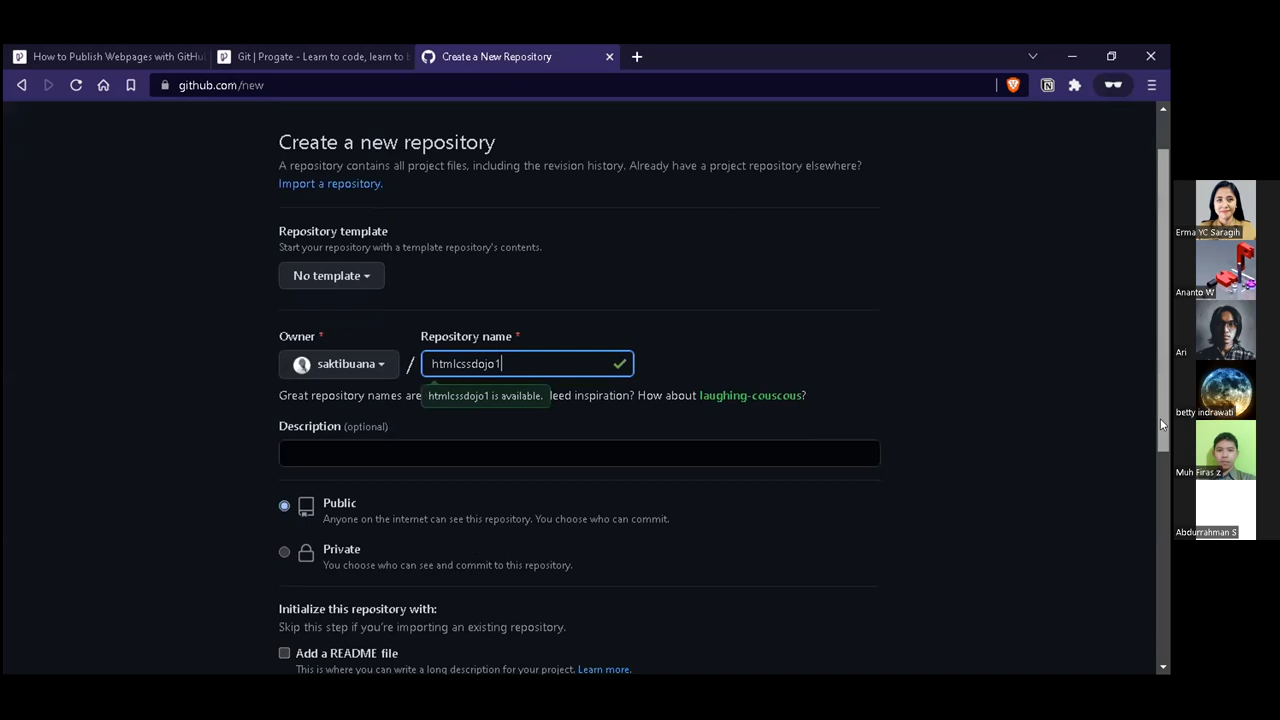 How to Publish Webpages with GitHu
Git | Progate - Learn to code, learn to b
Create a New Repository
github.com/new
Create a new repository
A repository contains all project files, including the revision history. Already have a project repository elsewhere?
Import a repository.
Repository template
Start your repository with a template repository's contents.
No template
Owner *
Repository name *
saktibuana
/
htmlcssdojo1
Great repository names are
htmlcssdojo1 is available.
eed inspiration? How about laughing-couscous?
Description (optional)
Public
Anyone on the internet can see this repository. You choose who can commit.
Private
You choose who can see and commit to this repository.
Initialize this repository with:
Skip this step if you're importing an existing repository.
Add a README file
This is where you can write a long description for your project. Learn more.
Erma YC Saragih
Ananto W
Ari
betty indrawati
Muh Firas z
Abdurrahman S